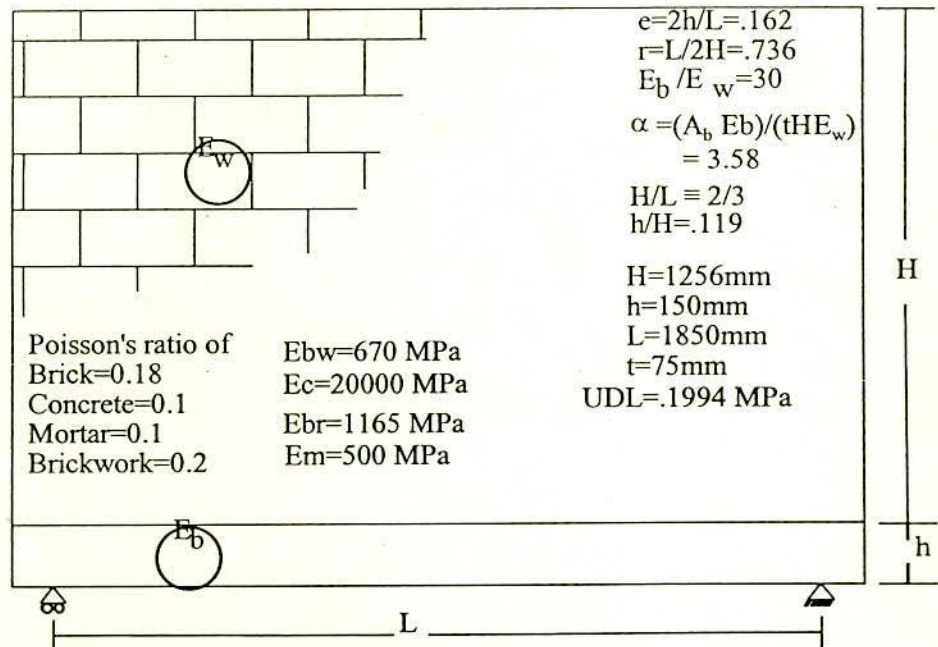 e=2h/L=.162
r=L/2H=.736
Eb /E w=30
α =(Ab Eb)/(tHEw)
= 3.58
H/L ≡ 2/3
h/H=.119
Ew
H
H=1256mm
h=150mm
L=1850mm
t=75mm
UDL=.1994 MPa
Poisson's ratio of
Brick=0.18
Concrete=0.1
Mortar=0.1
Brickwork=0.2
Ebw=670 MPa
Ec=20000 MPa
Ebr=1165 MPa
Em=500 MPa
Eb
h
L